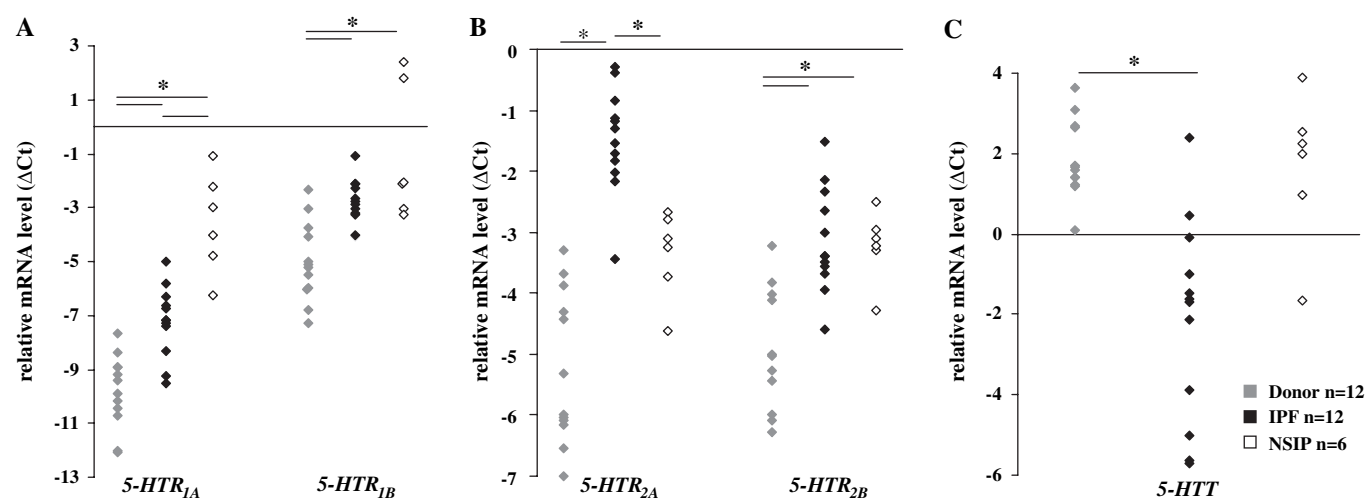 A
relative mRNA level (ΔCt)
3
1
-1
-3
-5
-7
-9
-11
-13
*
*
5-HTR1A
5-HTR1B
B
relative mRNA level (ΔCt)
0
-1
-2
-3
-4
-5
-6
-7
*
*
*
5-HTR2A
5-HTR2B
C
relative mRNA level (ΔCt)
4
2
0
-2
-4
-6
*
5-HTT
Donor n=12
IPF n=12
NSIP n=6